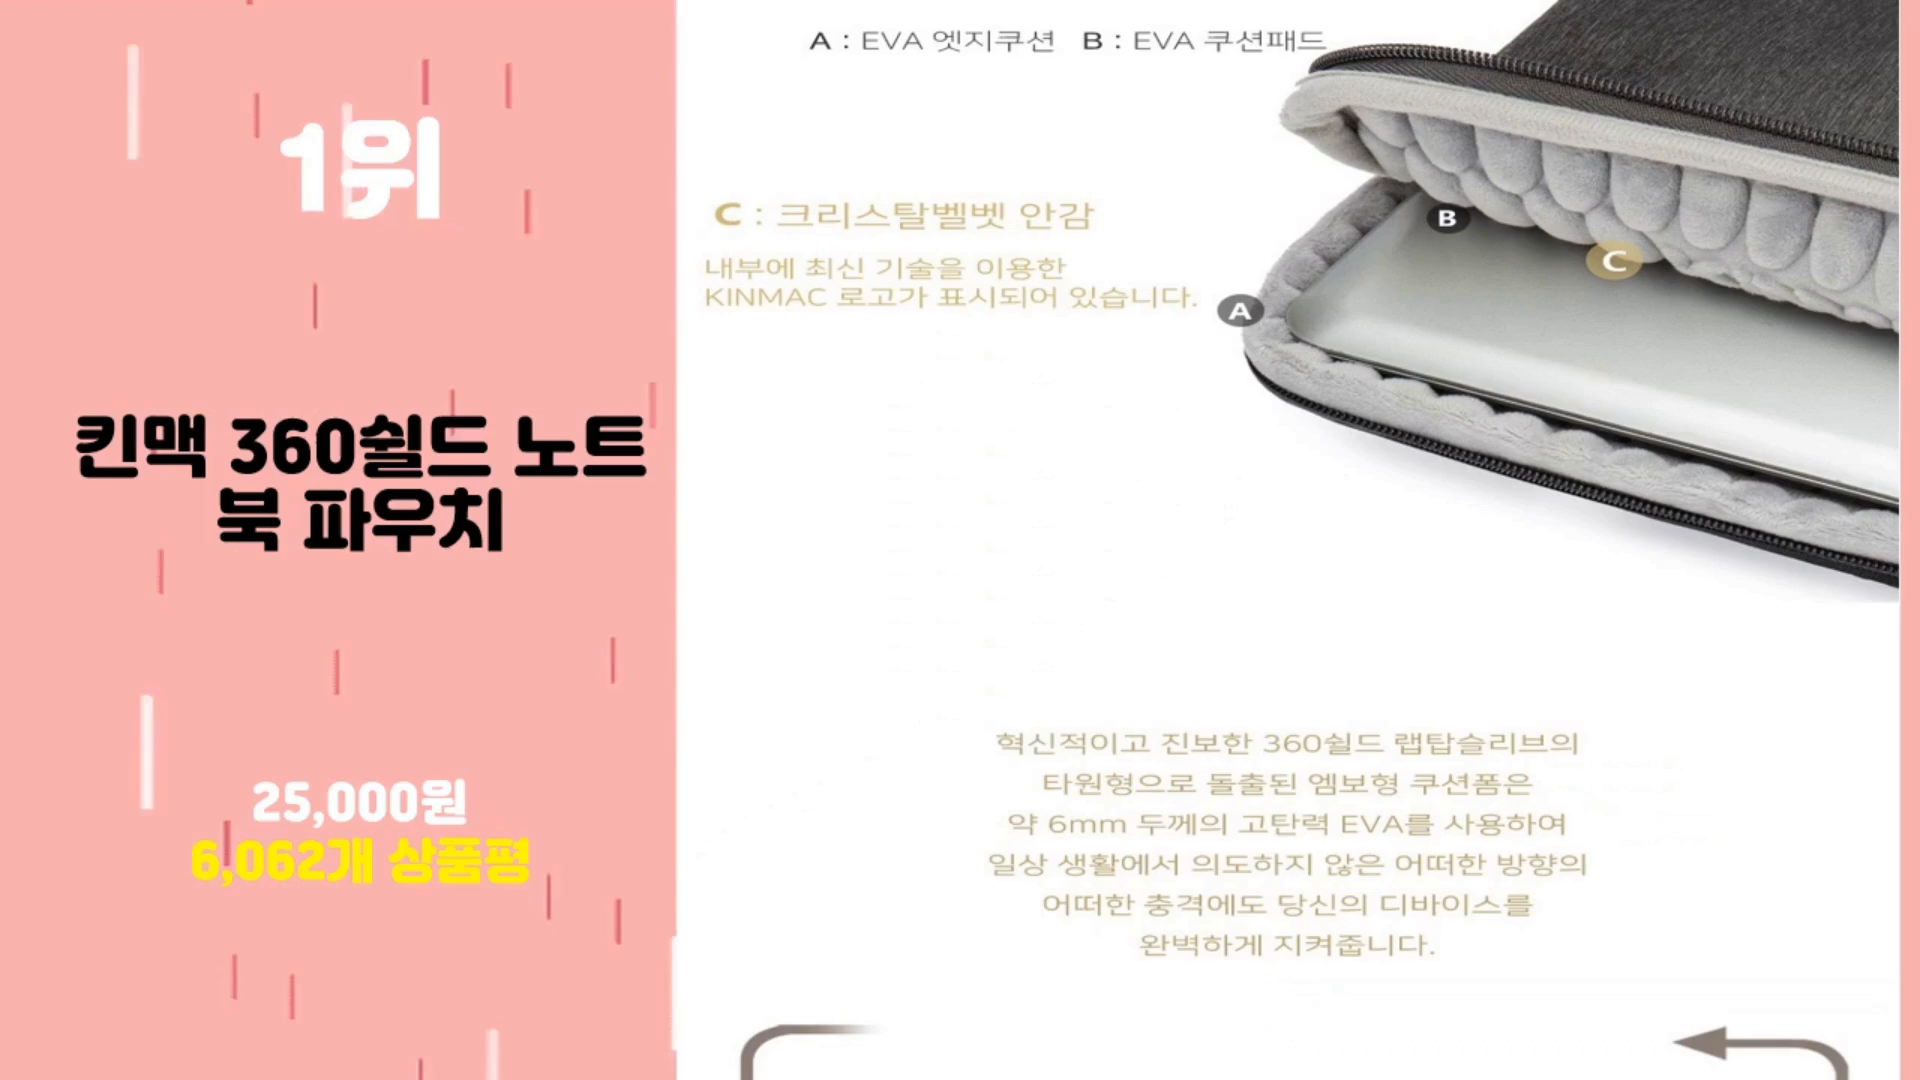 1위
킨맥 360쉴드 노트
북 파우치
25,000원
6,062개 상품평
A : EVA 엣지쿠션 B : EVA 쿠션패드
C : 크리스탈벨벳 안감
내부에 최신 기술을 이용한
KINMAC 로고가 표시되어 있습니다.
B
C
A
혁신적이고 진보한 360쉴드 랩탑슬리브의
타원형으로 돌출된 엠보형 쿠션폼은
약 6mm 두께의 고탄력 EVA를 사용하여
일상 생활에서 의도하지 않은 어떠한 방향의
어떠한 충격에도 당신의 디바이스를
완벽하게 지켜줍니다.